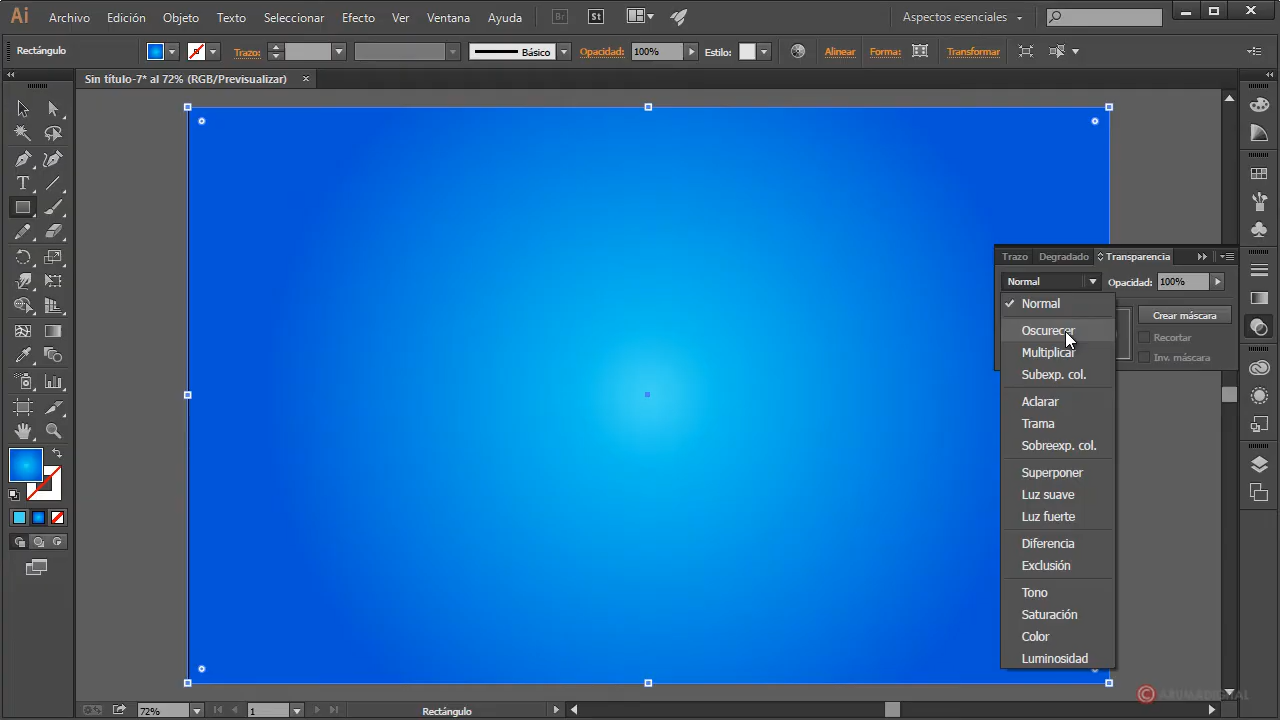 Ai Archivo Edición Objeto Texto Seleccionar Efecto Ver Ventana Ayuda Br St Aspectos esenciales
Rectángulo Trazo: Básico Opacidad: 100% Estilo: Alinear Forma: Transformar
Sin título-7* al 72% (RGB/Previsualizar) ×
Trazo Degradado Transparencia
Normal Opacidad: 100%
Normal
Crear máscara
Oscurecer
Recortar
Multiplicar
Inv. máscara
Subexp. col.
Aclarar
Trama
Sobreexp. col.
Superponer
Luz suave
Luz fuerte
Diferencia
Exclusión
Tono
Saturación
Color
Luminosidad
72% 1 Rectángulo